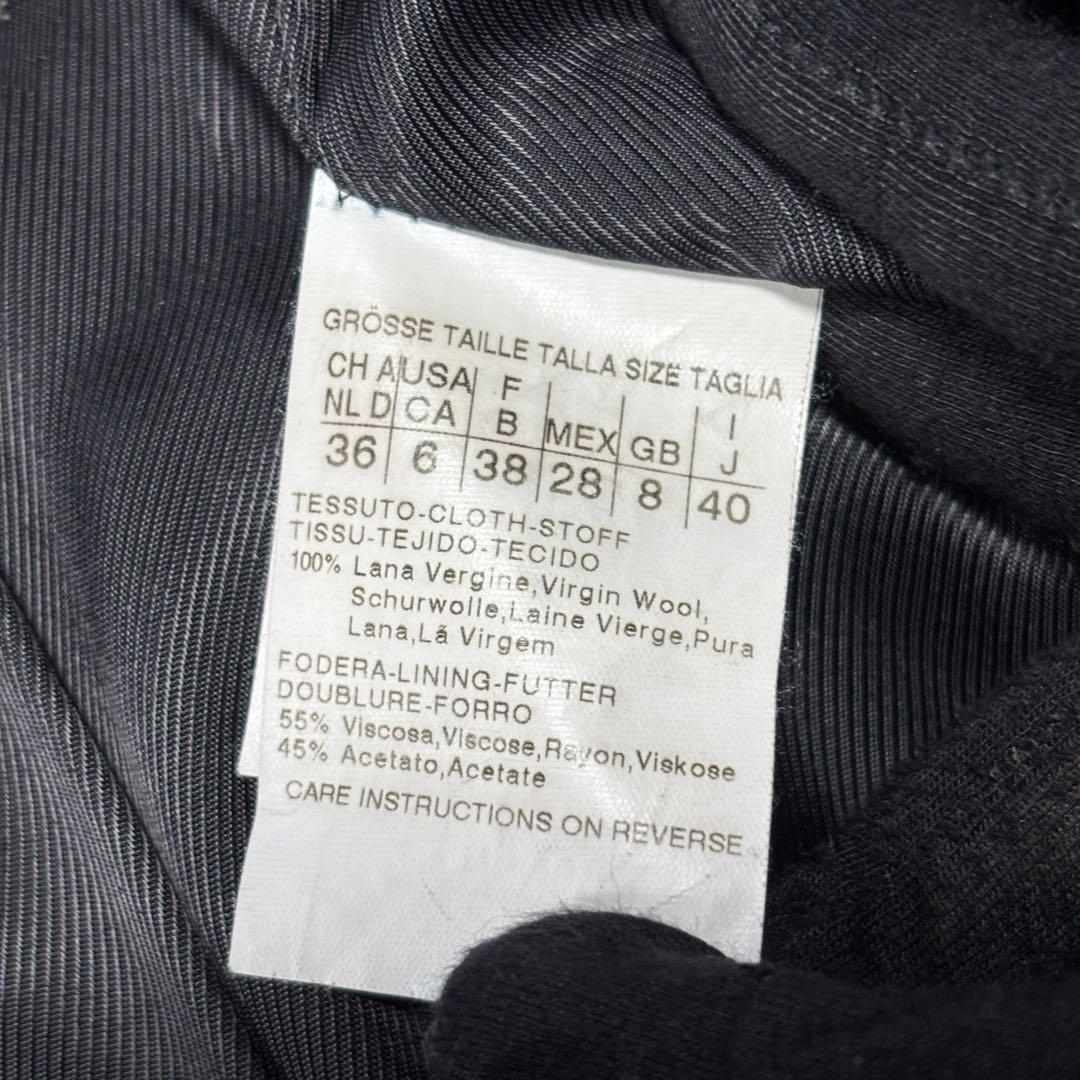 GRÖSSE TAILLE TALLA SIZE TAGLIA
CH A USA F I
NL D CA B MEX GB J
36 6 38 28 8 40
TESSUTO-CLOTH-STOFF
TISSU-TEJIDO-TECIDO
100% Lana Vergine,Virgin Wool,
Schurwolle,Laine Vierge,Pura
Lana,Lã Virgem
FODERA-LINING-FUTTER
DOUBLURE-FORRO
55% Viscosa,Viscose,Rayon,Viskose
45% Acetato,Acetate
CARE INSTRUCTIONS ON REVERSE